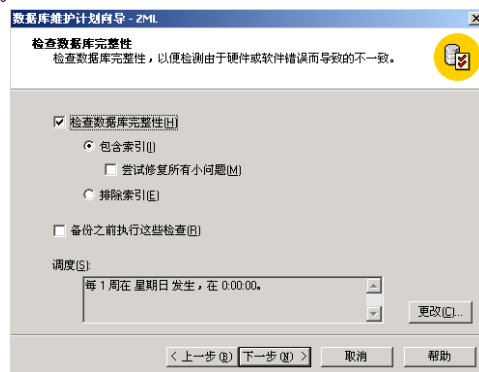 数据库维护计划向导 - ZML
检查数据库完整性
检查数据库完整性，以便检测由于硬件或软件错误而导致的不一致。
检查数据库完整性(H)
包含索引(I)
尝试修复所有小问题(M)
排除索引(E)
备份之前执行这些检查(R)
调度(S):
每 1 周在 星期日 发生，在 0:00:00。
更改(C)...
< 上一步(B) 下一步(N) > 取消 帮助